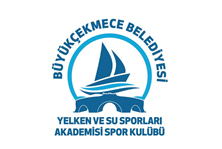 BÜYÜKÇEKMECE BELEDİYESİ
YELKEN VE SU SPORLARI
AKADEMİSİ SPOR KULÜBÜ